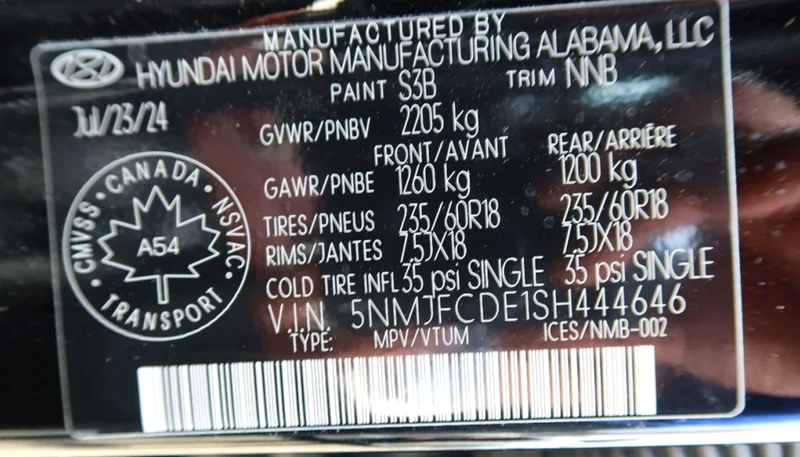 MANUFACTURED BY
HYUNDAI MOTOR MANUFACTURING ALABAMA, LLC
PAINT S3B TRIM NNB
Jul/23/24
GVWR/PNBV 2205 kg
FRONT/AVANT REAR/ARRIÈRE
GAWR/PNBE 1260 kg 1200 kg
TIRES/PNEUS 235/60R18 235/60R18
RIMS/JANTES 7.5JX18 7.5JX18
COLD TIRE INFL 35 psi SINGLE 35 psi SINGLE
V.I.N. 5NMJFCDE1SH444646
TYPE: MPV/VTUM ICES/NMB-002
CMVSS · CANADA · NSVAC · TRANSPORT
A54